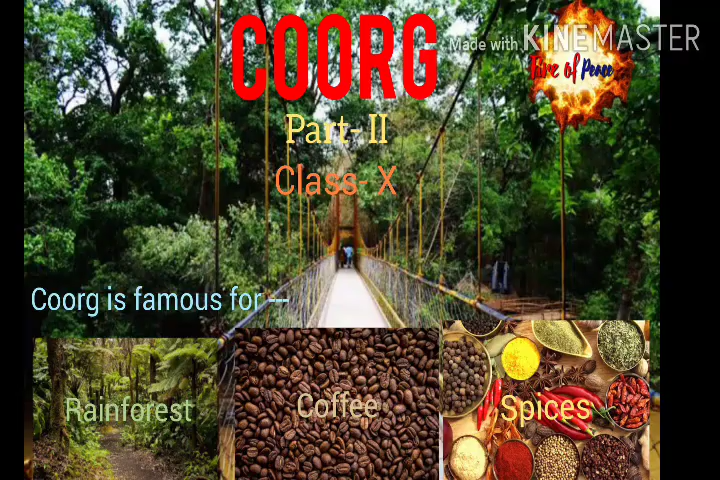 COORG
Made with KINEMASTER
Fire of Peace
Part- II
Class- X
Coorg is famous for ---
Rainforest
Coffee
Spices